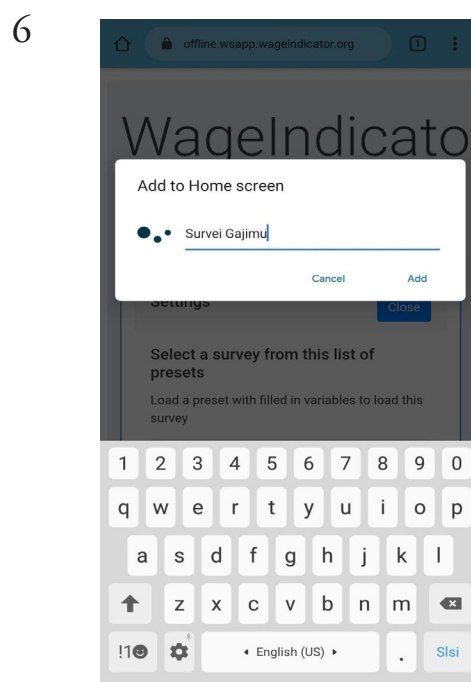 6
offline.wsapp.wageindicator.org 1
WageIndicato
Add to Home screen
Survei Gajimu
Cancel Add
Settings Close
Select a survey from this list of
presets
Load a preset with filled in variables to load this
survey
1 2 3 4 5 6 7 8 9 0
q w e r t y u i o p
a s d f g h j k l
z x c v b n m
!1 English (US) . Slsi